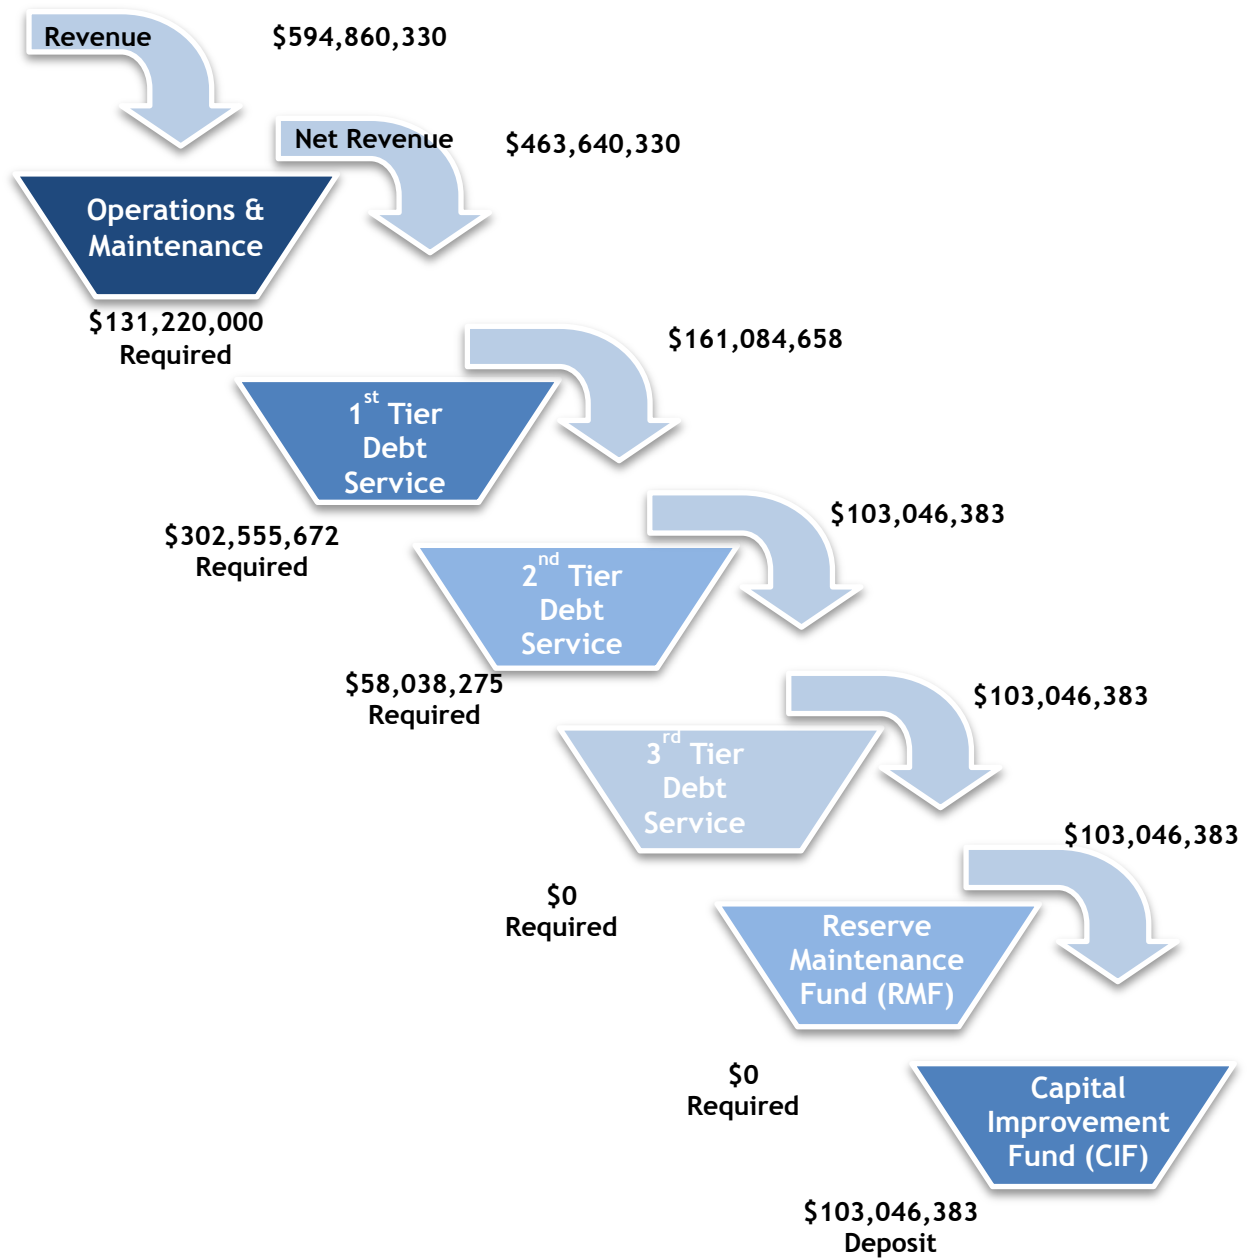 Revenue
$594,860,330
Net Revenue
$463,640,330
Operations &
Maintenance
$131,220,000
Required
$161,084,658
1st Tier
Debt
Service
$302,555,672
Required
$103,046,383
2nd Tier
Debt
Service
$58,038,275
Required
$103,046,383
3rd Tier
Debt
Service
$0
Required
$103,046,383
Reserve
Maintenance
Fund (RMF)
$0
Required
Capital
Improvement
Fund (CIF)
$103,046,383
Deposit